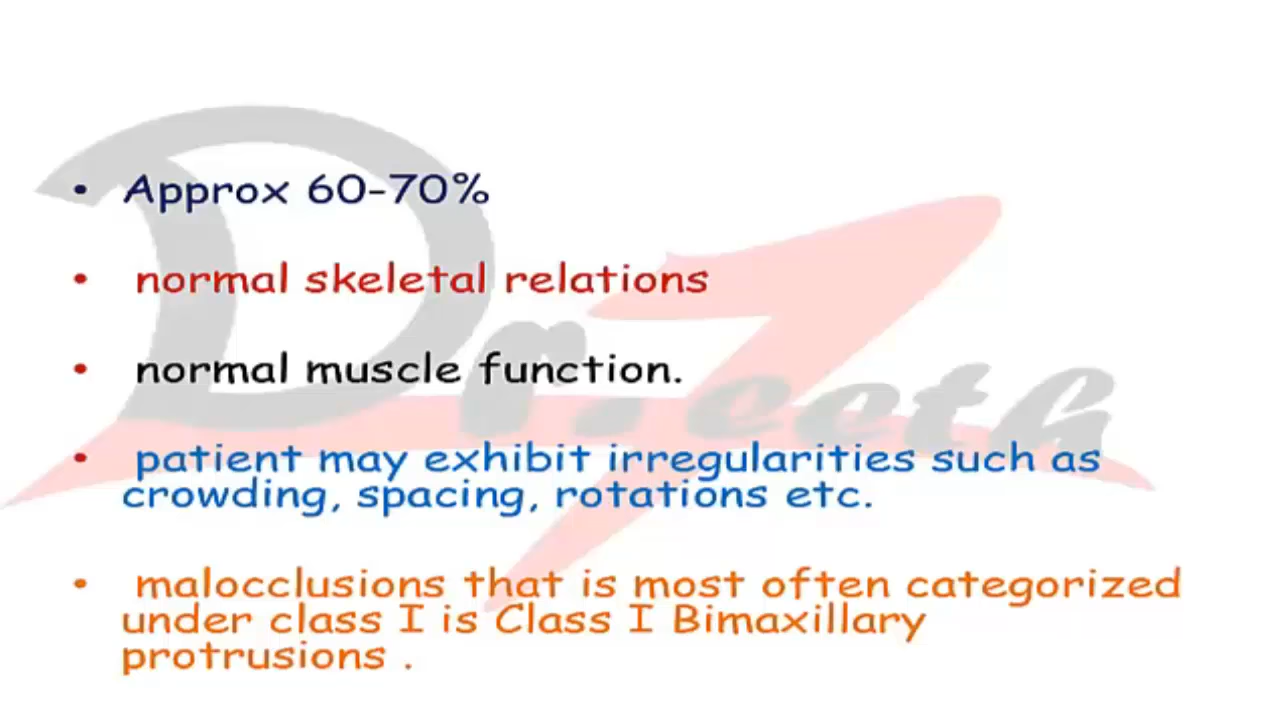 • Approx 60-70%
• normal skeletal relations
• normal muscle function.
• patient may exhibit irregularities such as
crowding, spacing, rotations etc.
• malocclusions that is most often categorized
under class I is Class I Bimaxillary
protrusions .
Dr.Teeth